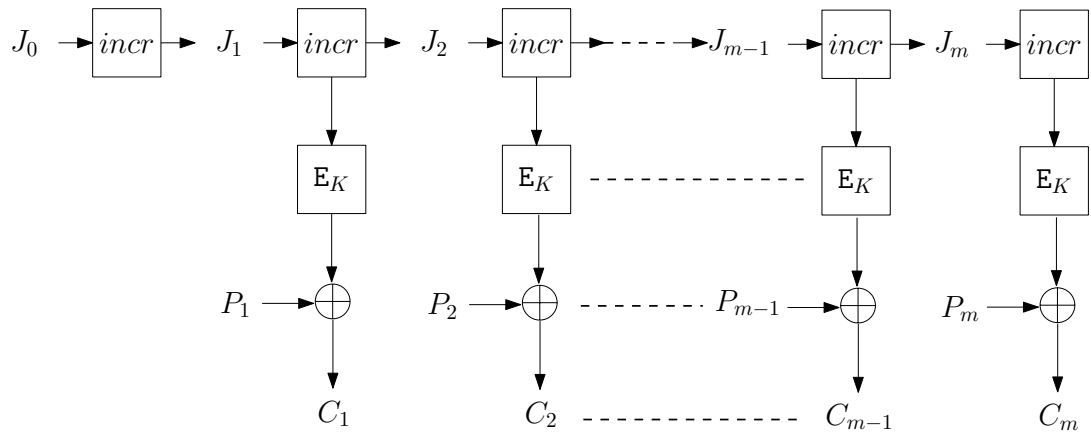 J_0 incr J_1 incr J_2 incr J_{m-1} incr J_m incr
E_K E_K E_K E_K
P_1 P_2 P_{m-1} P_m
C_1 C_2 C_{m-1} C_m